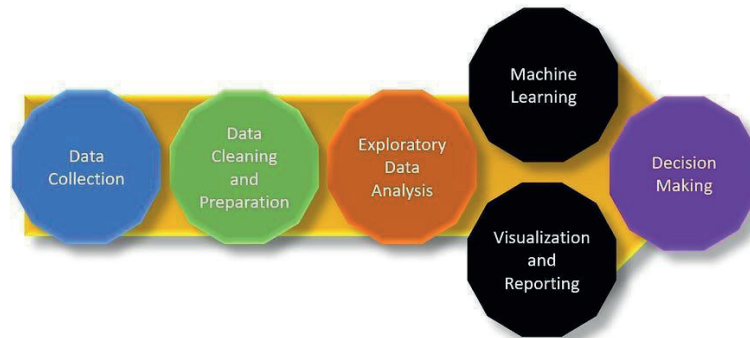 Data
Collection
Data
Cleaning
and
Preparation
Exploratory
Data
Analysis
Machine
Learning
Visualization
and
Reporting
Decision
Making